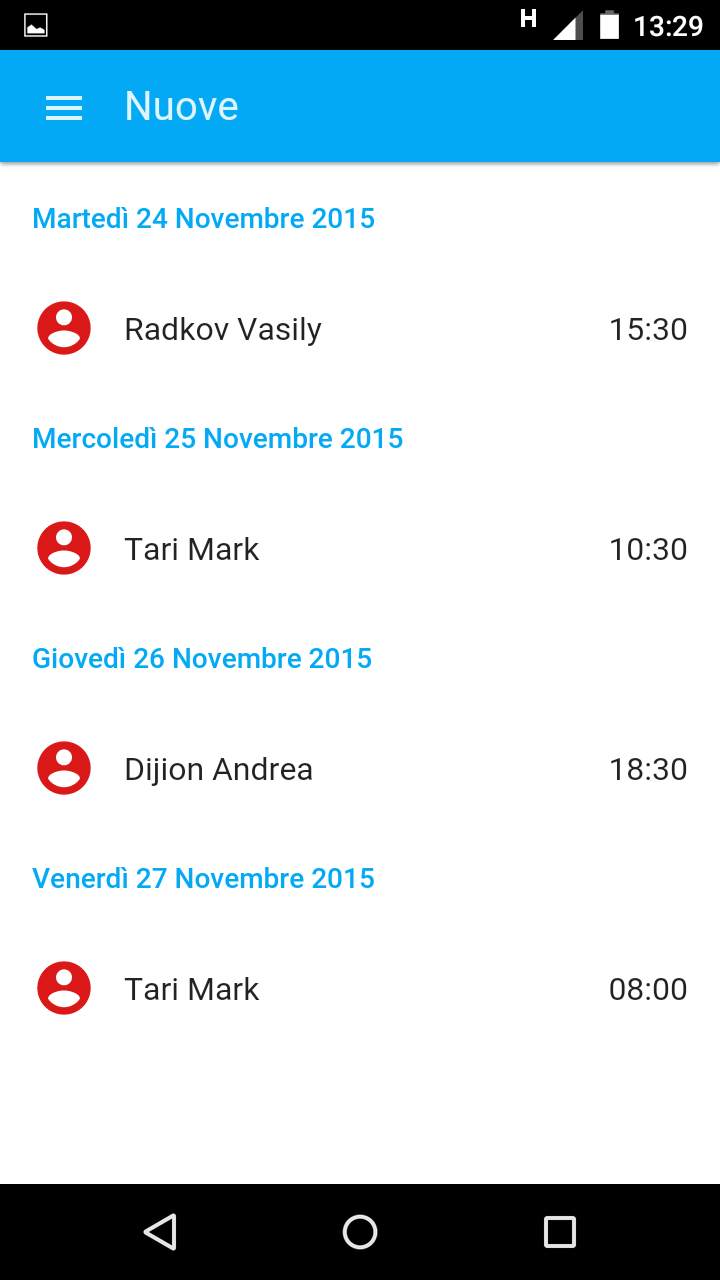 H 13:29
Nuove
Martedì 24 Novembre 2015
Radkov Vasily 15:30
Mercoledì 25 Novembre 2015
Tari Mark 10:30
Giovedì 26 Novembre 2015
Dijion Andrea 18:30
Venerdì 27 Novembre 2015
Tari Mark 08:00